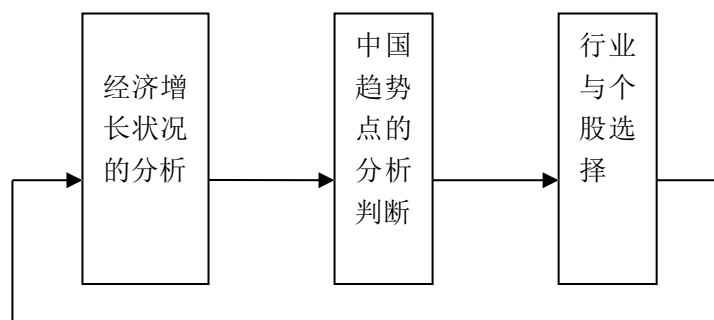 经济增
长状况
的分析
中国
趋势
点的
分析
判断
行业
与个
股选
择